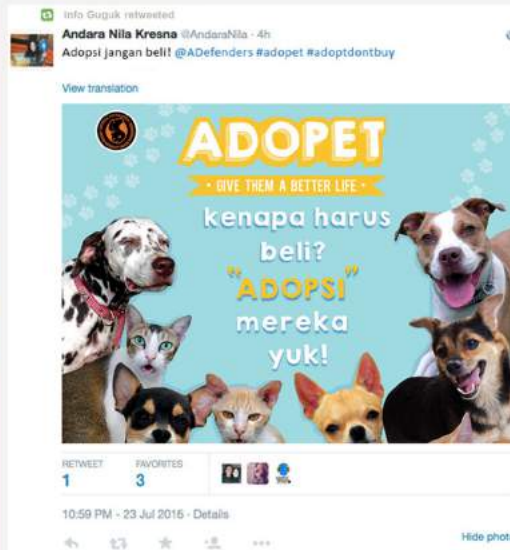 Info Guguk retweeted
Andara Nila Kresna @AndaraNila · 4h
Adopsi jangan beli! @ADefenders #adopet #adoptdontbuy
View translation
ADOPET
• GIVE THEM A BETTER LIFE •
kenapa harus
beli?
"ADOPSI"
mereka
yuk!
RETWEET
1
FAVORITES
3
10:59 PM - 23 Jul 2015 · Details
Hide photo